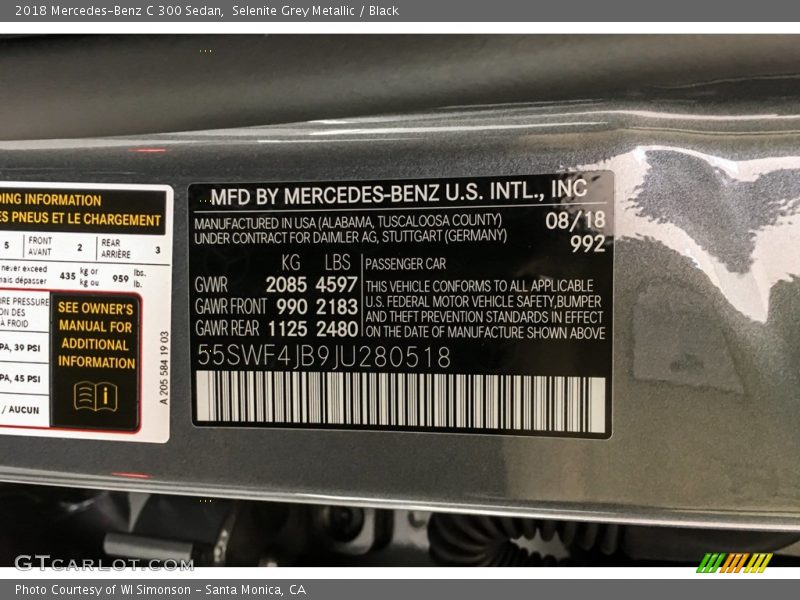 2018 Mercedes-Benz C 300 Sedan, Selenite Grey Metallic / Black
DING INFORMATION
ES PNEUS ET LE CHARGEMENT
5 FRONT AVANT 2 REAR ARRIÈRE 3
never exceed
mais dépasser 435 kg or kg ou 959 lbs. lb.
IRE PRESSURE
ON DES
À FROID
PA, 39 PSI
PA, 45 PSI
/ AUCUN
SEE OWNER'S
MANUAL FOR
ADDITIONAL
INFORMATION
A 205 584 19 03
MFD BY MERCEDES-BENZ U.S. INTL., INC
MANUFACTURED IN USA (ALABAMA, TUSCALOOSA COUNTY) 08/18
UNDER CONTRACT FOR DAIMLER AG, STUTTGART (GERMANY) 992
KG LBS PASSENGER CAR
GVWR 2085 4597
GAWR FRONT 990 2183
GAWR REAR 1125 2480
THIS VEHICLE CONFORMS TO ALL APPLICABLE
U.S. FEDERAL MOTOR VEHICLE SAFETY,BUMPER
AND THEFT PREVENTION STANDARDS IN EFFECT
ON THE DATE OF MANUFACTURE SHOWN ABOVE
55SWF4JB9JU280518
GTCARLOT.COM
Photo Courtesy of WI Simonson - Santa Monica, CA